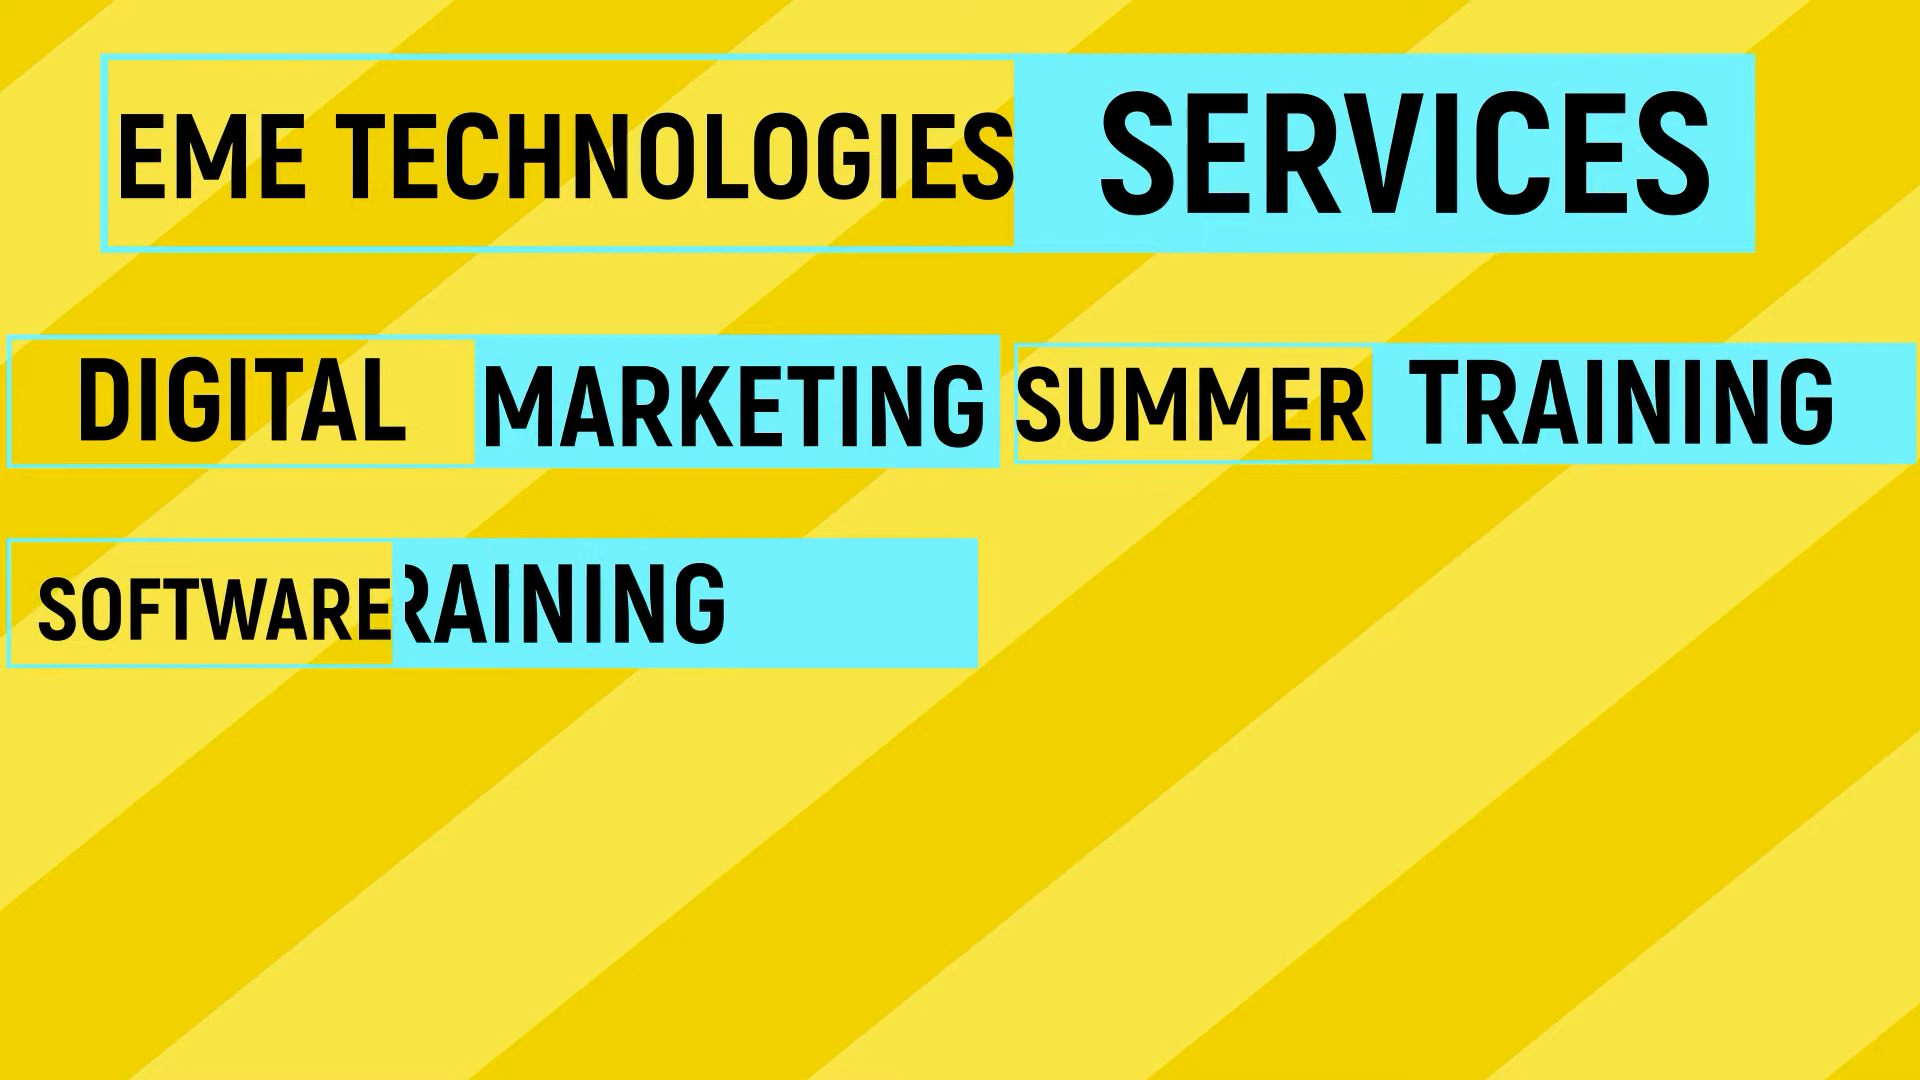 EME TECHNOLOGIES SERVICES
DIGITAL MARKETING SUMMER TRAINING
SOFTWARE RAINING